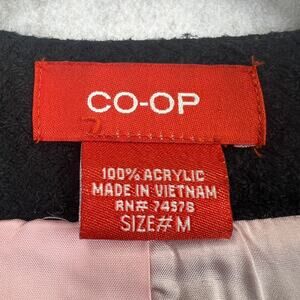 CO-OP
100% ACRYLIC
MADE IN VIETNAM
RN# 74578
SIZE#M